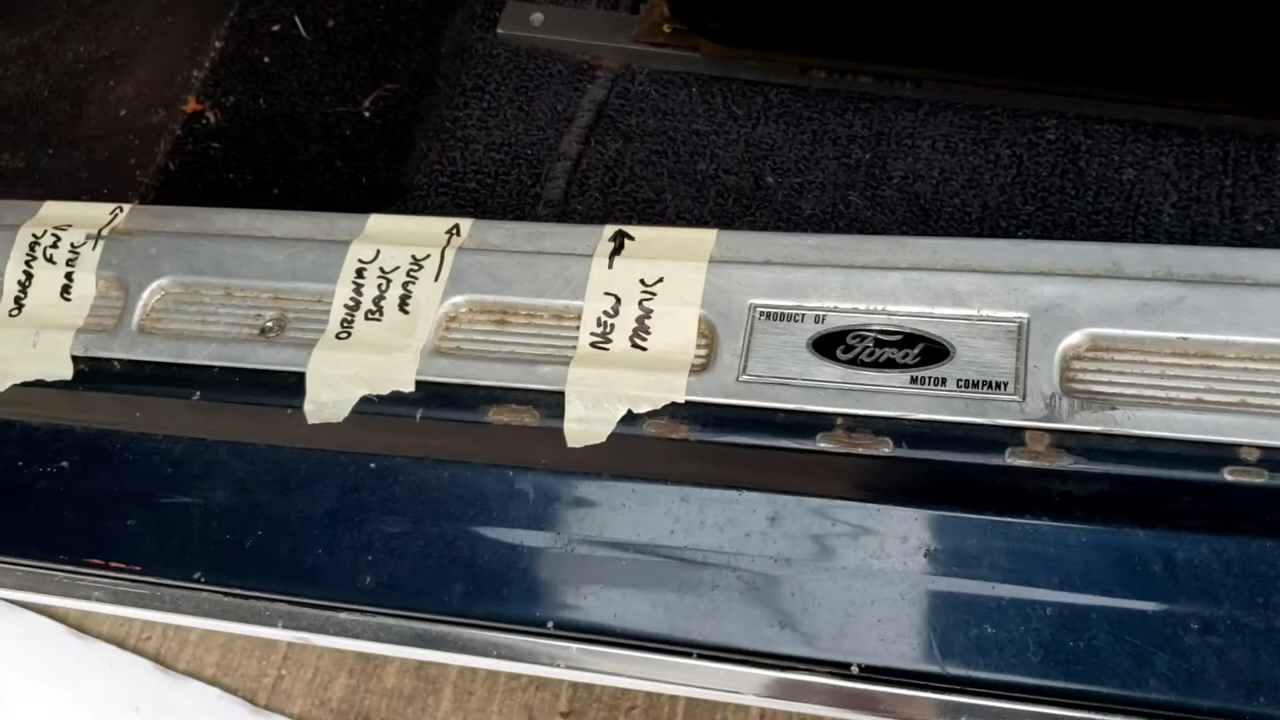 ORIGINAL
FWD
MARK
ORIGINAL
BACK
MARK
NEW
MARK
PRODUCT OF
Ford
MOTOR COMPANY